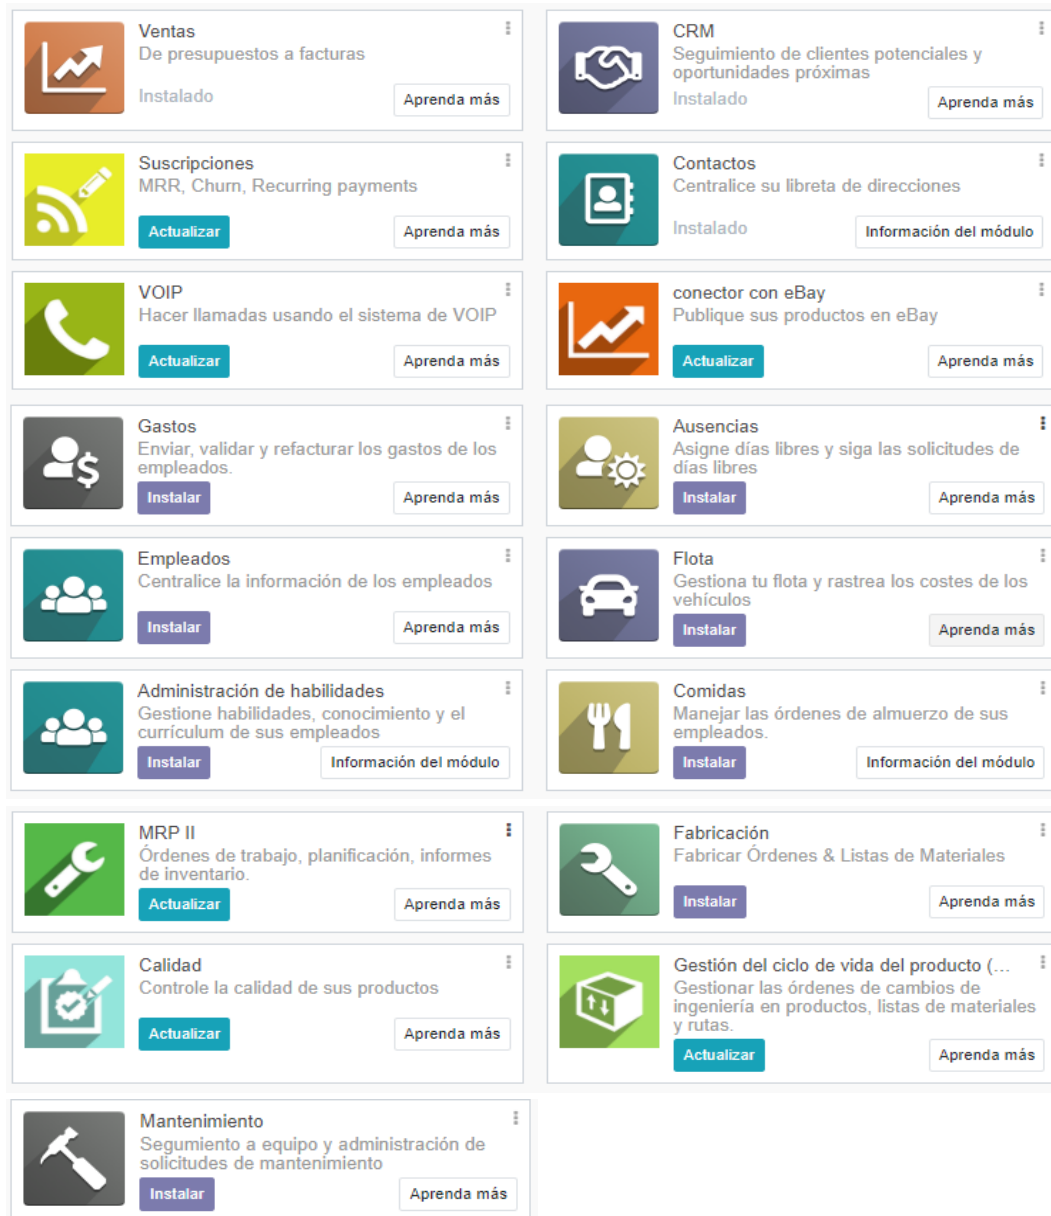 Ventas
De presupuestos a facturas
Instalado
Aprenda más
CRM
Seguimiento de clientes potenciales y
oportunidades próximas
Instalado
Aprenda más
Suscripciones
MRR, Churn, Recurring payments
Actualizar
Aprenda más
Contactos
Centralice su libreta de direcciones
Instalado
Información del módulo
VOIP
Hacer llamadas usando el sistema de VOIP
Actualizar
Aprenda más
conector con eBay
Publique sus productos en eBay
Actualizar
Aprenda más
Gastos
Enviar, validar y refacturar los gastos de los
empleados.
Instalar
Aprenda más
Ausencias
Asigne días libres y siga las solicitudes de
días libres
Instalar
Aprenda más
Empleados
Centralice la información de los empleados
Instalar
Aprenda más
Flota
Gestiona tu flota y rastrea los costes de los
vehículos
Instalar
Aprenda más
Administración de habilidades
Gestione habilidades, conocimiento y el
currículum de sus empleados
Instalar
Información del módulo
Comidas
Manejar las órdenes de almuerzo de sus
empleados.
Instalar
Información del módulo
MRP II
Órdenes de trabajo, planificación, informes
de inventario.
Actualizar
Aprenda más
Fabricación
Fabricar Órdenes & Listas de Materiales
Instalar
Aprenda más
Calidad
Controle la calidad de sus productos
Actualizar
Aprenda más
Gestión del ciclo de vida del producto (...
Gestionar las órdenes de cambios de
ingeniería en productos, listas de materiales
y rutas.
Actualizar
Aprenda más
Mantenimiento
Segumiento a equipo y administración de
solicitudes de mantenimiento
Instalar
Aprenda más